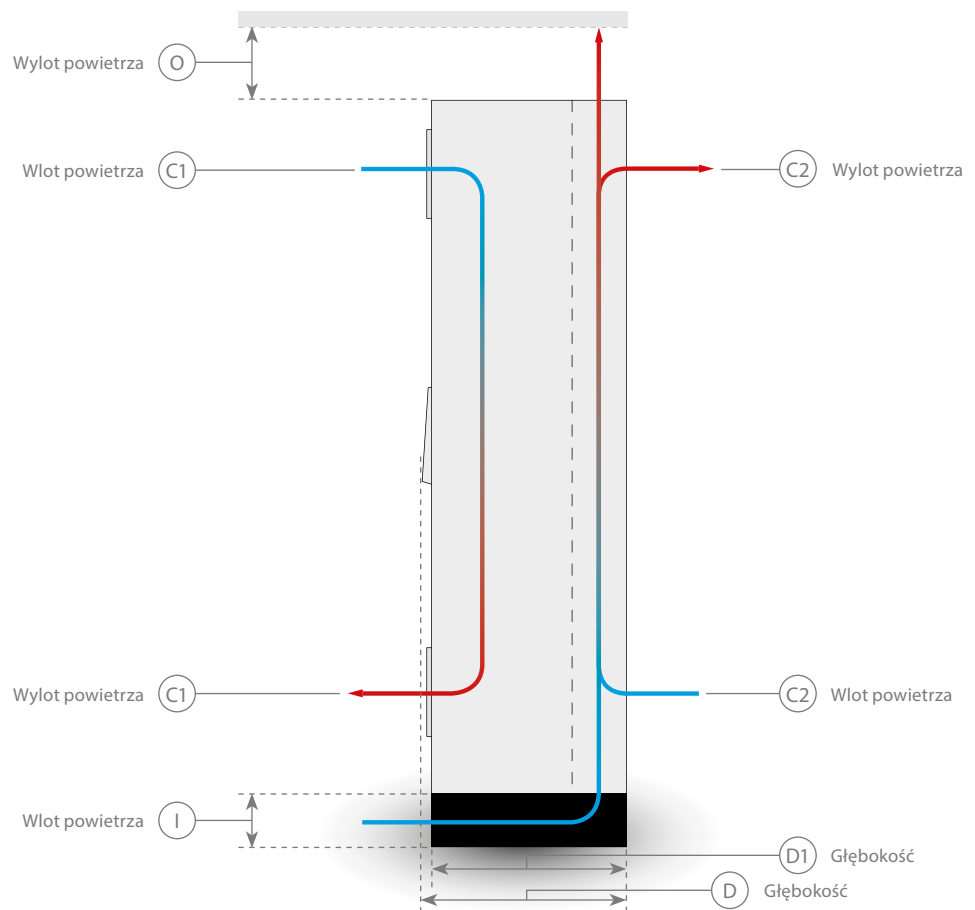 Wylot powietrza O
Wlot powietrza C1
C2 Wylot powietrza
Wylot powietrza C1
C2 Wlot powietrza
Wlot powietrza I
D1 Głębokość
D Głębokość